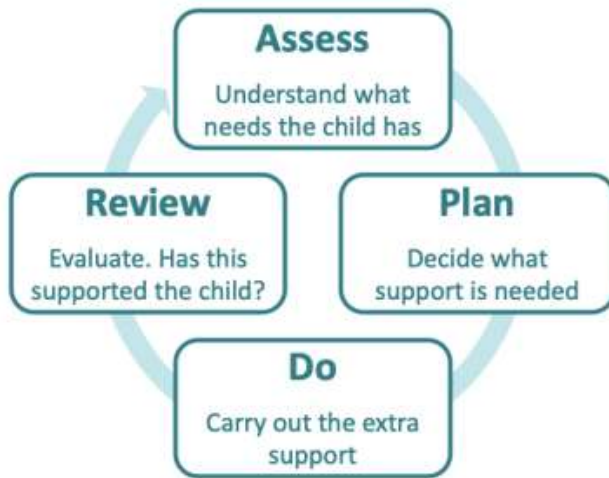 Assess
Understand what
needs the child has
Review
Evaluate. Has this
supported the child?
Plan
Decide what
support is needed
Do
Carry out the extra
support